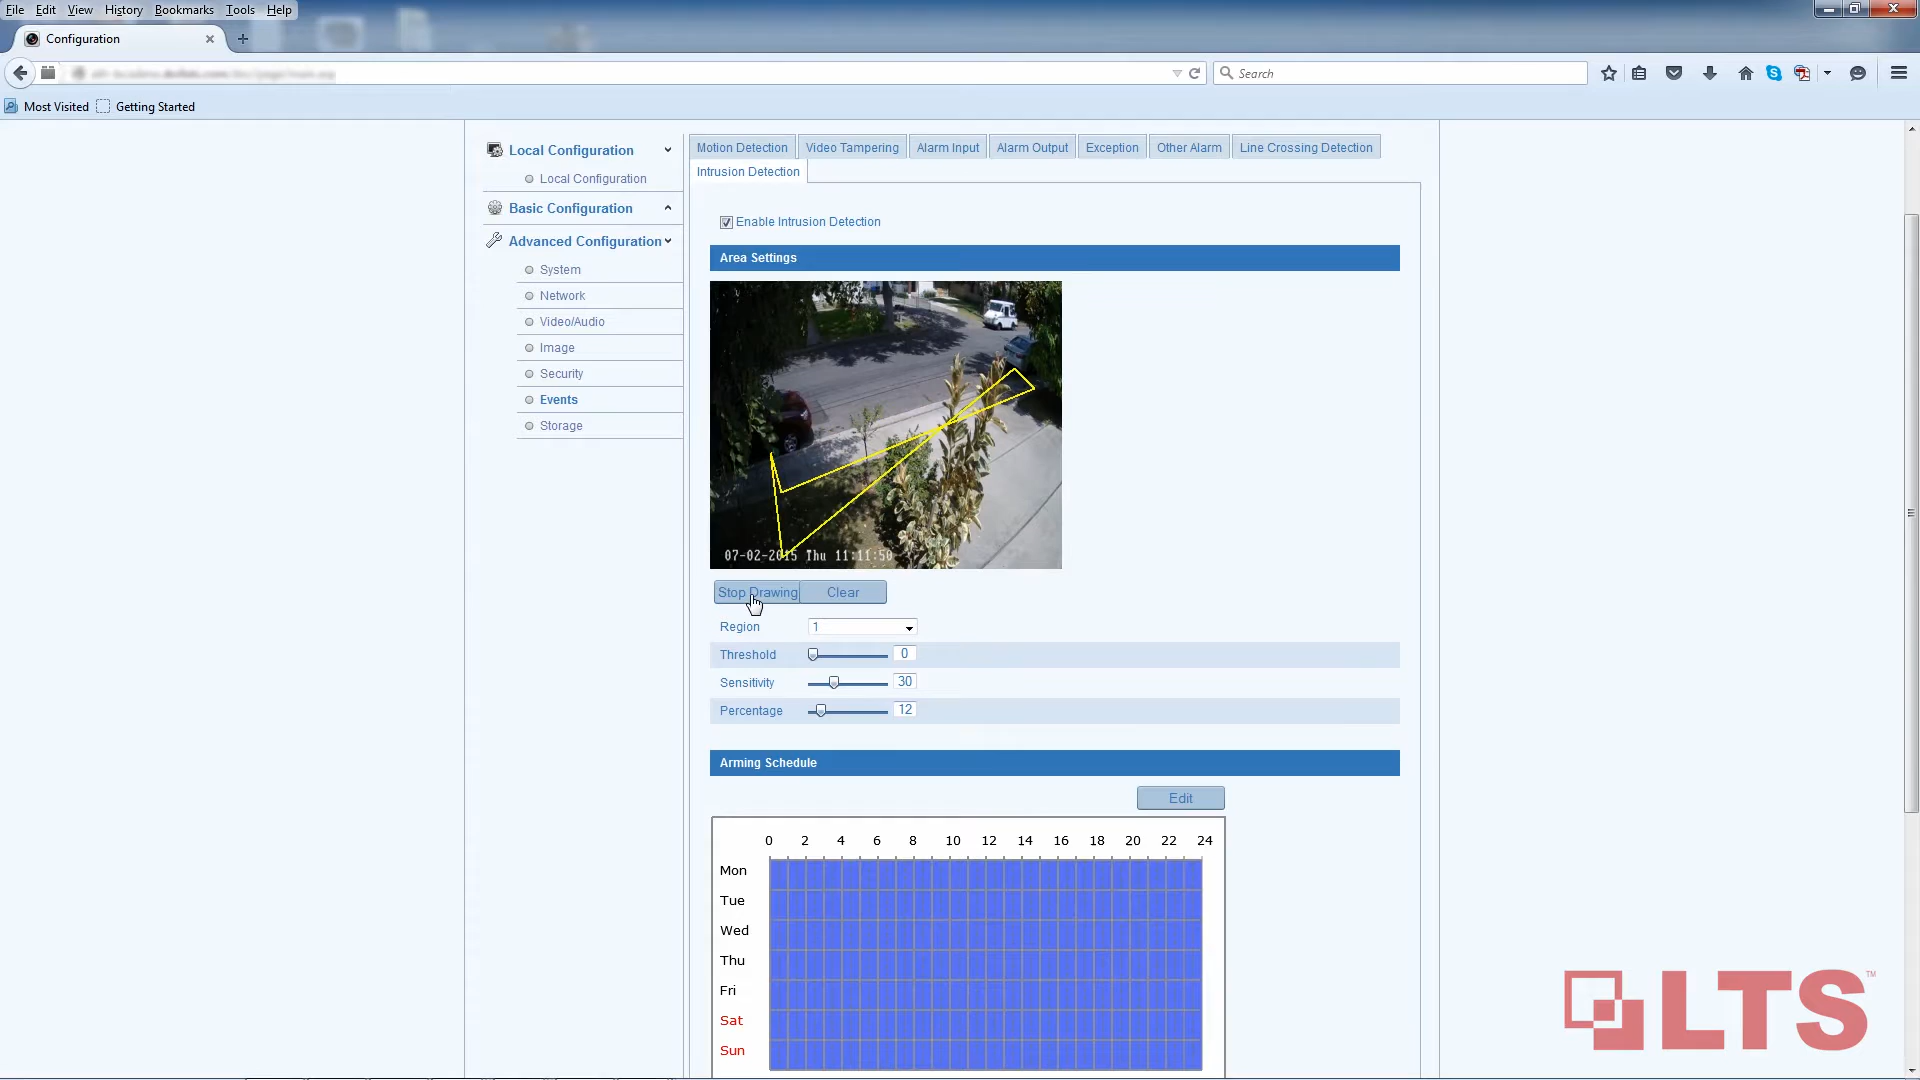 File Edit View History Bookmarks Tools Help
Configuration
Search
Most Visited Getting Started
Local Configuration
Local Configuration
Basic Configuration
Advanced Configuration
System
Network
Video/Audio
Image
Security
Events
Storage
Motion Detection Video Tampering Alarm Input Alarm Output Exception Other Alarm Line Crossing Detection
Intrusion Detection
Enable Intrusion Detection
Area Settings
07-02-2015 Thu 11:11:50
Stop Drawing Clear
Region 1
Threshold 0
Sensitivity 30
Percentage 12
Arming Schedule
Edit
0 2 4 6 8 10 12 14 16 18 20 22 24
Mon
Tue
Wed
Thu
Fri
Sat
Sun
LTS™